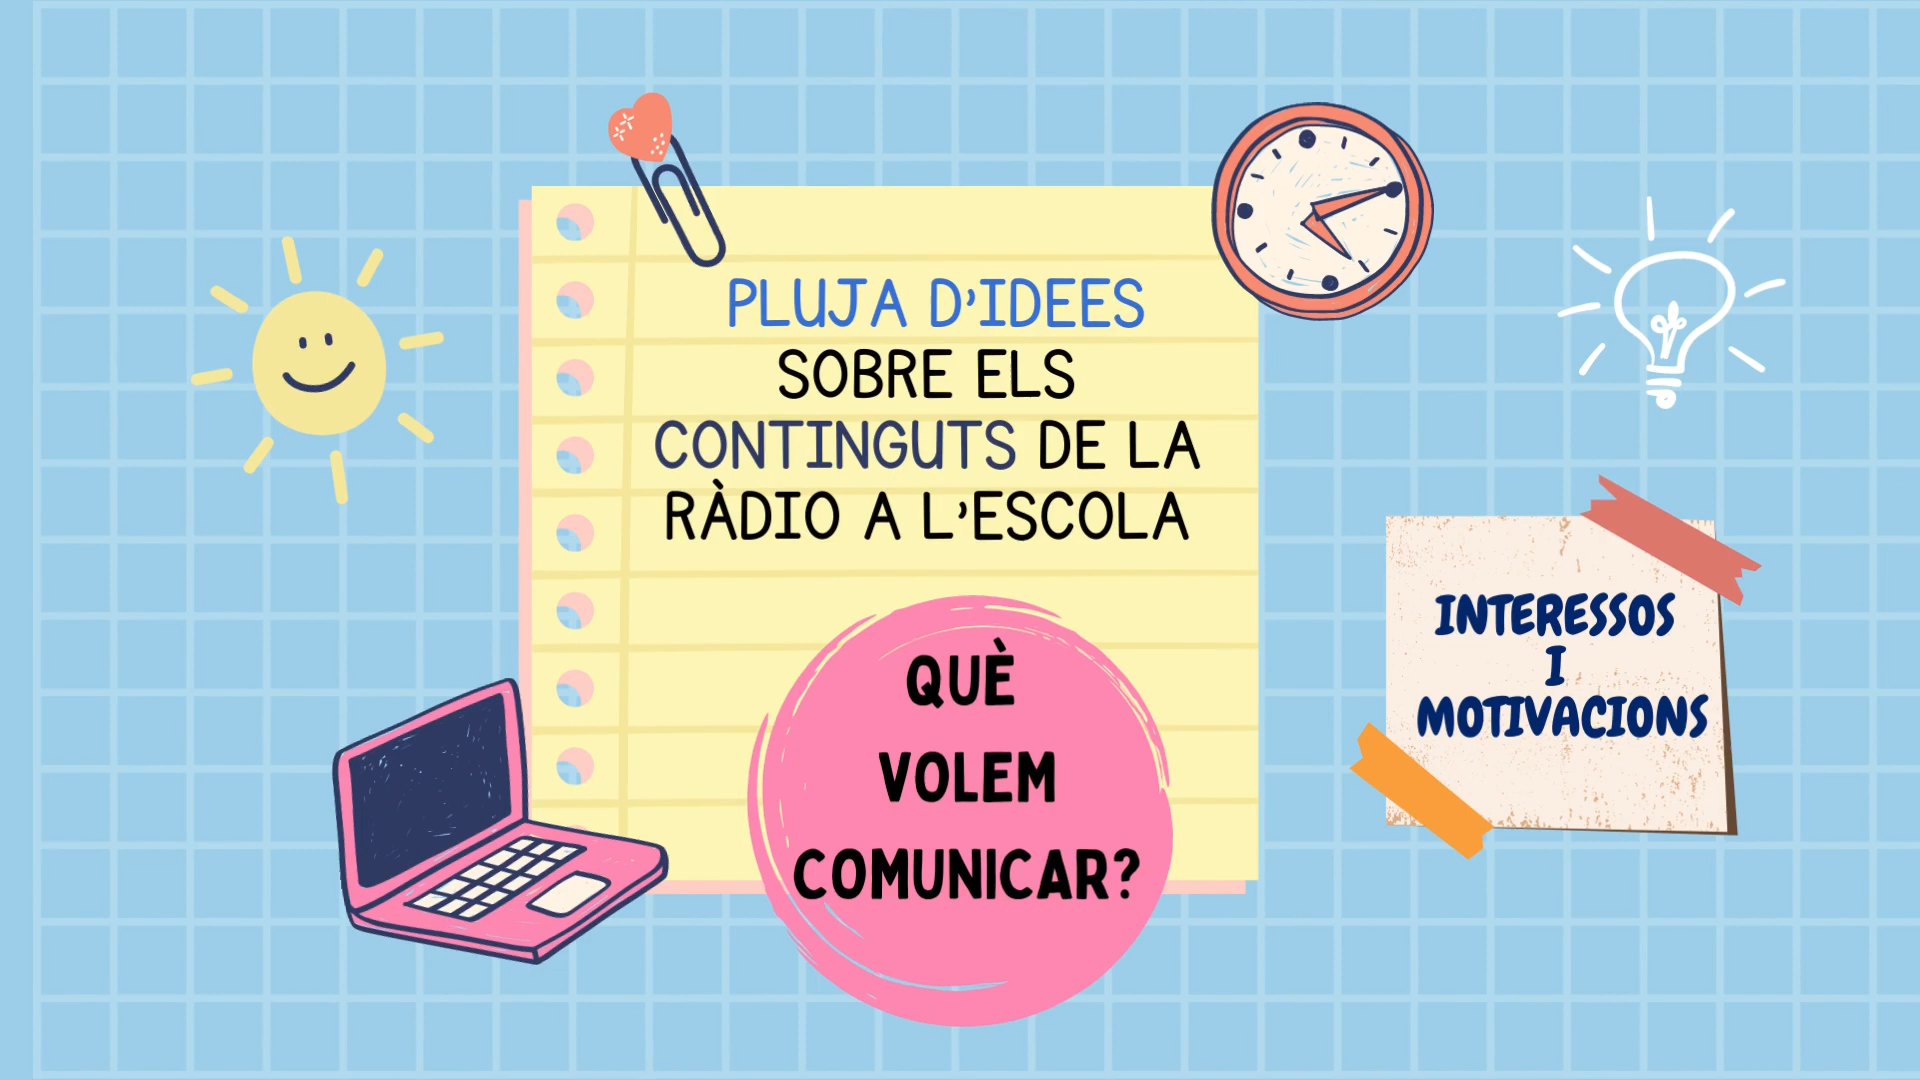 PLUJA D'IDEES
SOBRE ELS
CONTINGUTS DE LA
RÀDIO A L'ESCOLA
QUÈ
VOLEM
COMUNICAR?
INTERESSOS
I
MOTIVACIONS